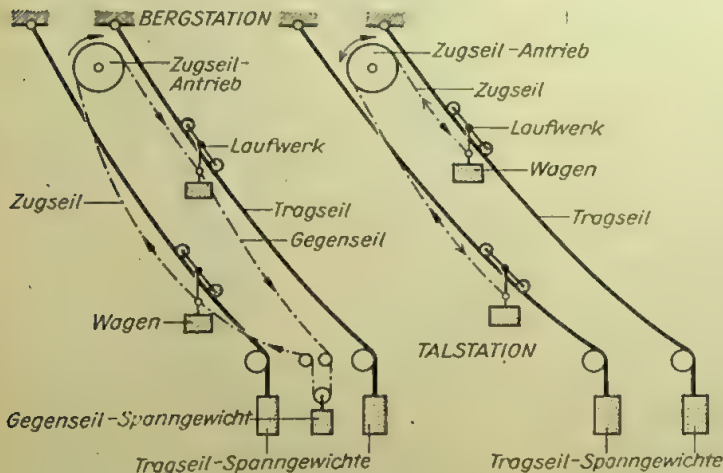 BERGSTATION
Zugseil-
Antrieb
Laufwerk
Zugseil
Tragseil
Gegenseil
Wagen
Gegenseil-Spanngewicht
Tragseil-Spanngewichte
Zugseil-Antrieb
Zugseil
Laufwerk
Wagen
Tragseil
TALSTATION
Tragseil-Spanngewichte